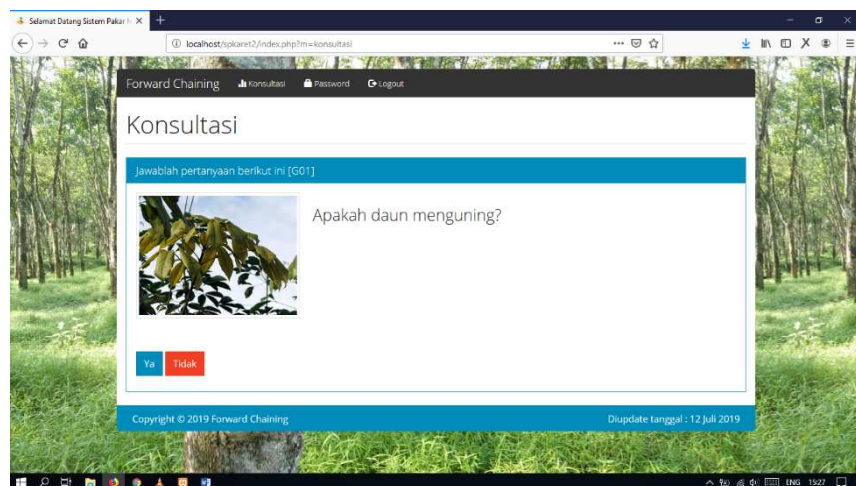 Selamat Datang Sistem Pakar
localhost/spkaret2/index.php?m=konsultasi
Forward Chaining Konsultasi Password Logout
Konsultasi
Jawablah pertanyaan berikut ini [G01]
Apakah daun menguning?
Ya Tidak
Copyright © 2019 Forward Chaining Diupdate tanggal : 12 Juli 2019
ENG 15:27